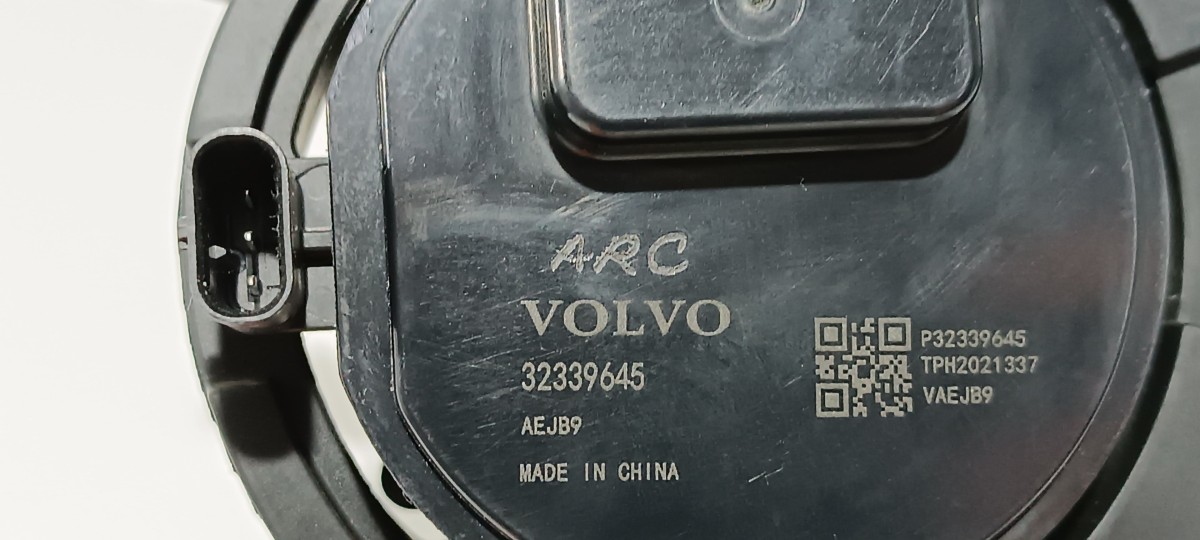 ARC
VOLVO
32339645
AEJB9
MADE IN CHINA
P32339645
TPH2021337
VAEJB9